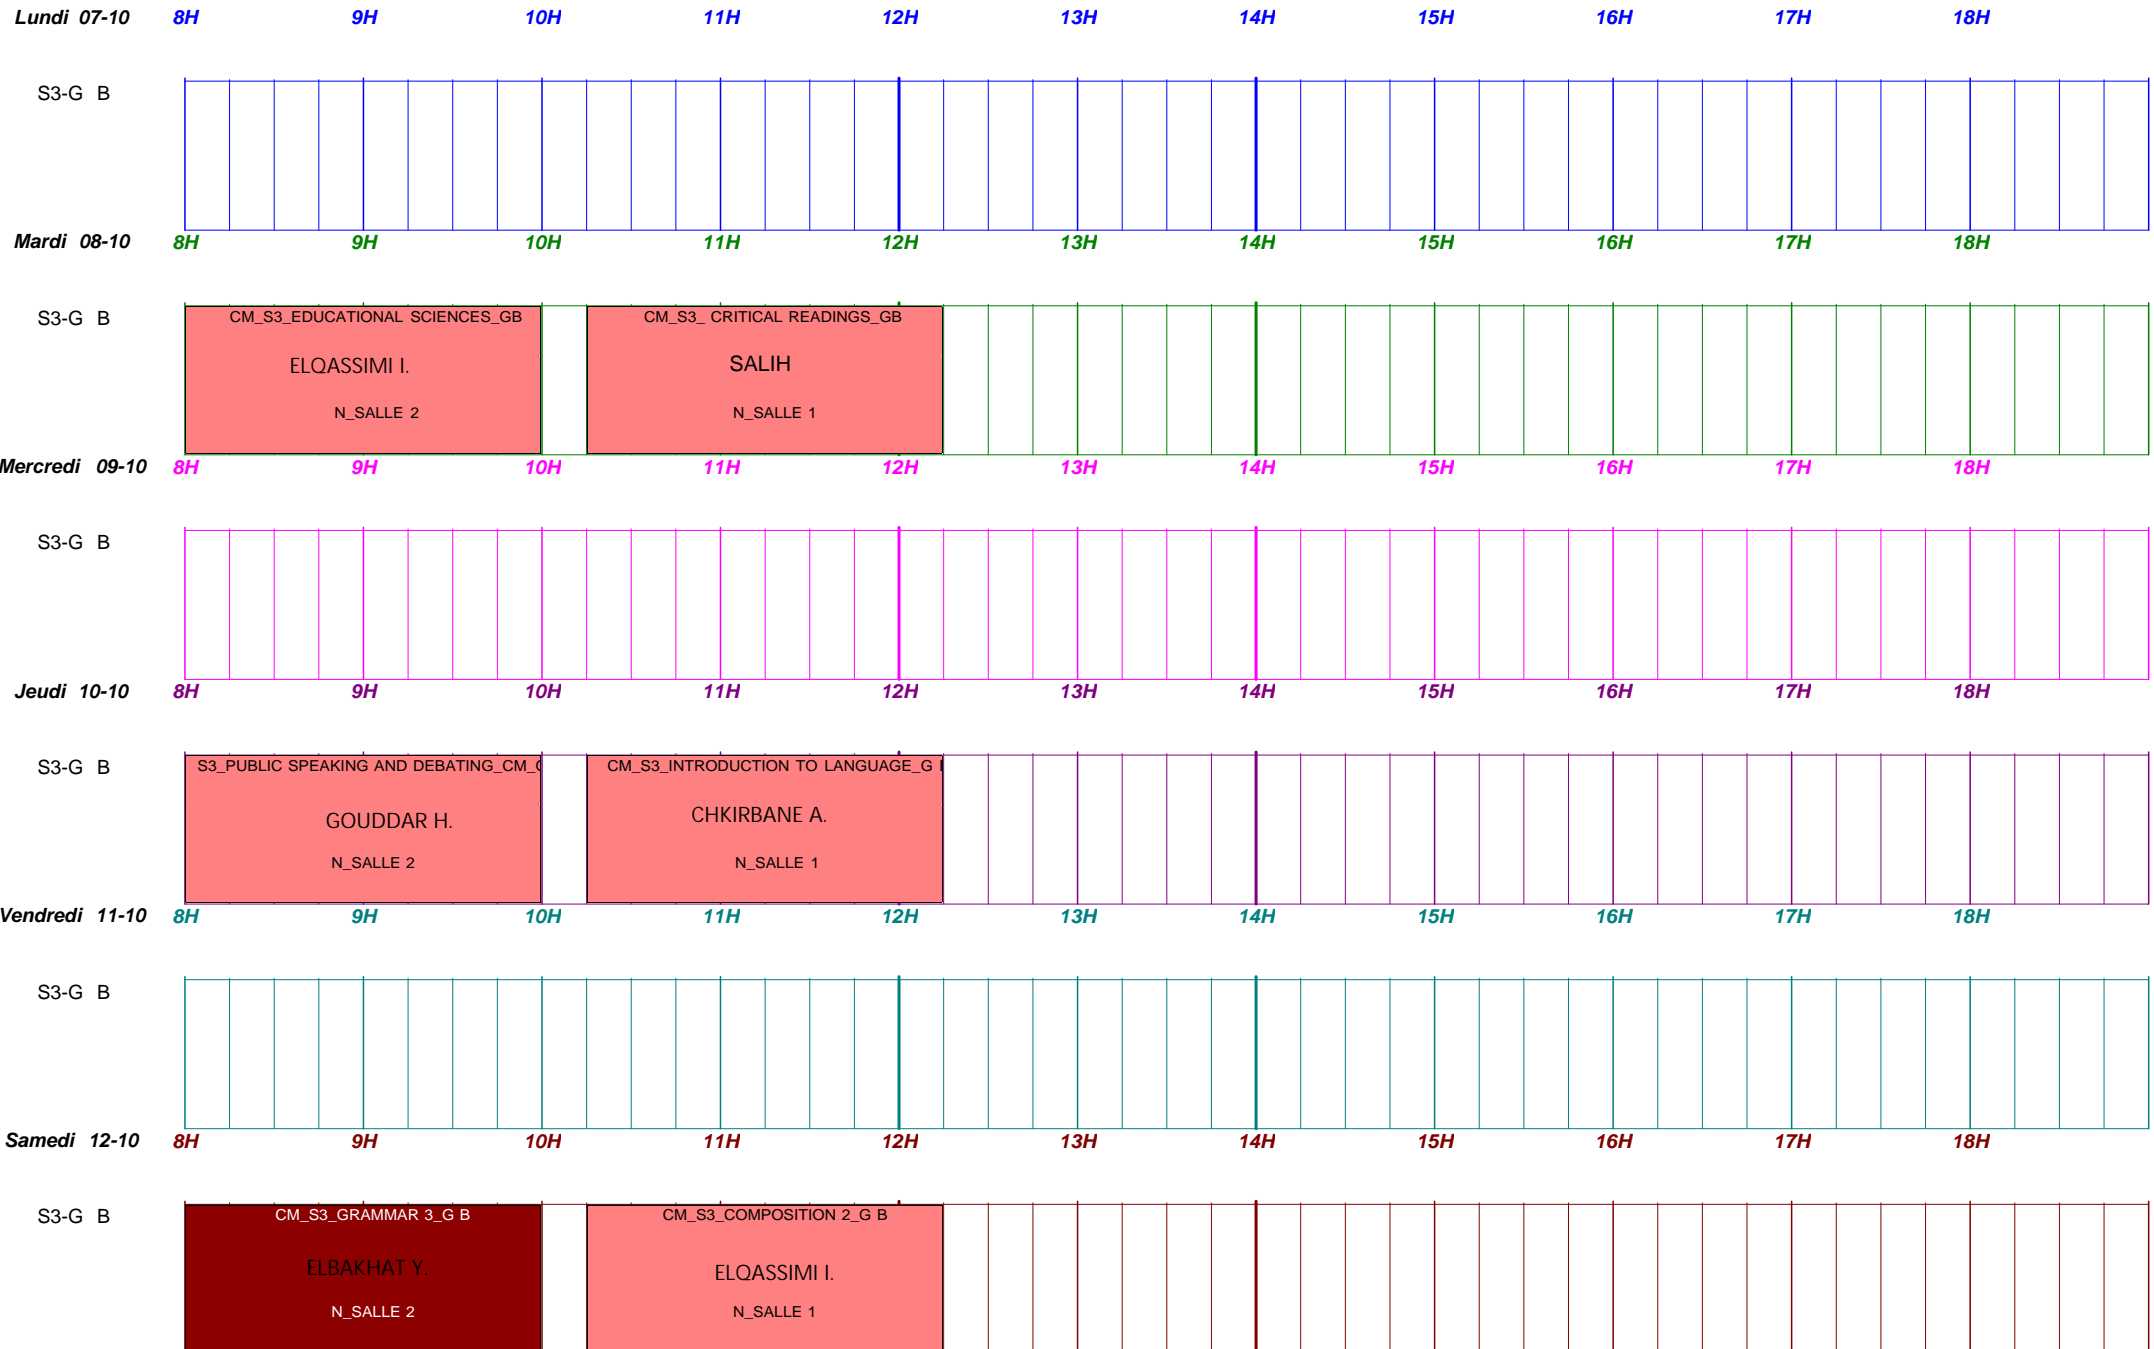 Lundi 07-10 8H 9H 10H 11H 12H 13H 14H 15H 16H 17H 18H
S3-G B
Mardi 08-10 8H 9H 10H 11H 12H 13H 14H 15H 16H 17H 18H
S3-G B CM_S3_EDUCATIONAL SCIENCES_GB CM_S3_ CRITICAL READINGS_GB
ELQASSIMI I. SALIH
N_SALLE 2 N_SALLE 1
Mercredi 09-10 8H 9H 10H 11H 12H 13H 14H 15H 16H 17H 18H
S3-G B
Jeudi 10-10 8H 9H 10H 11H 12H 13H 14H 15H 16H 17H 18H
S3-G B S3_PUBLIC SPEAKING AND DEBATING_CM_ CM_S3_INTRODUCTION TO LANGUAGE_G
GOUDDAR H. CHKIRBANE A.
N_SALLE 2 N_SALLE 1
Vendredi 11-10 8H 9H 10H 11H 12H 13H 14H 15H 16H 17H 18H
S3-G B
Samedi 12-10 8H 9H 10H 11H 12H 13H 14H 15H 16H 17H 18H
S3-G B CM_S3_GRAMMAR 3_G B CM_S3_COMPOSITION 2_G B
ELBAKHAT Y. ELQASSIMI I.
N_SALLE 2 N_SALLE 1